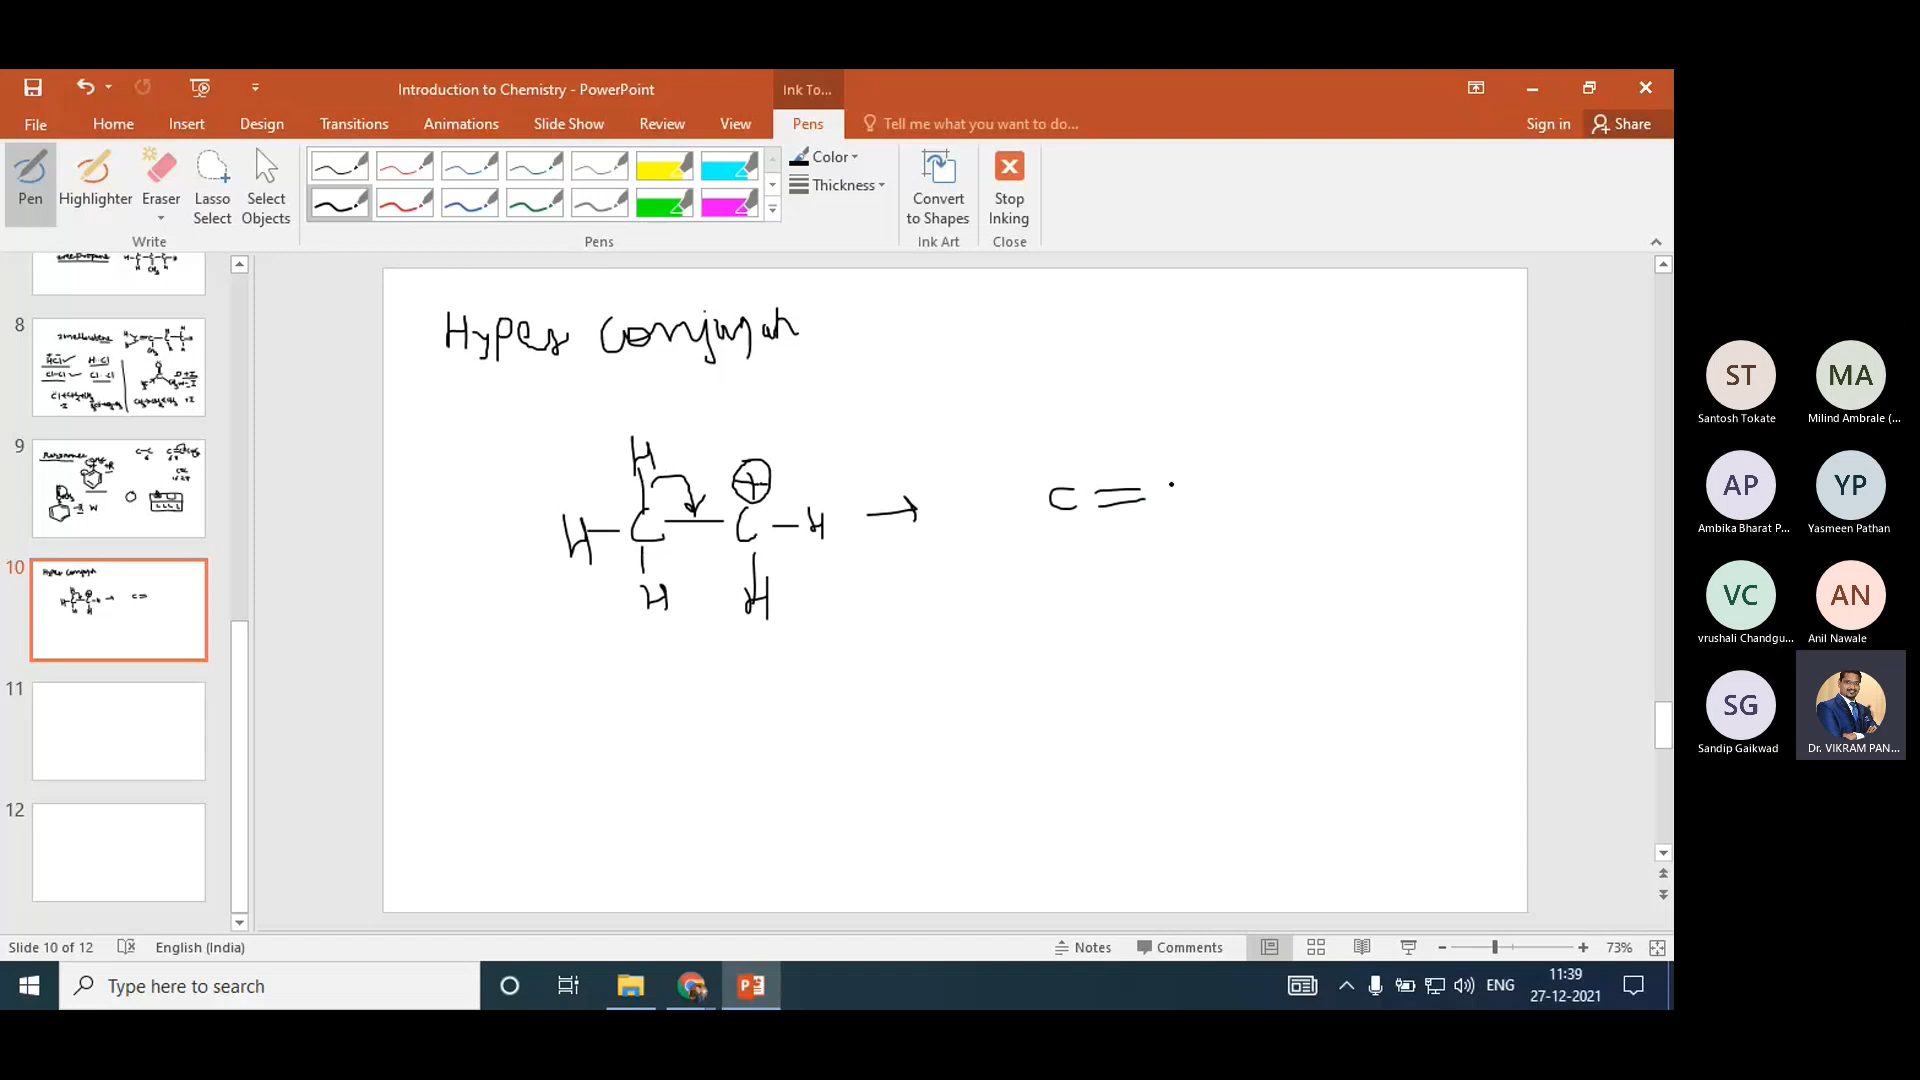 Introduction to Chemistry - PowerPoint
Ink To...
File
Home
Insert
Design
Transitions
Animations
Slide Show
Review
View
Pens
Tell me what you want to do...
Sign in
Share
Pen
Highlighter
Eraser
Lasso
Select
Select
Objects
Write
Pens
Color
Thickness
Convert
to Shapes
Ink Art
Stop
Inking
Close
8
9
10
11
12
Hyper Conjugah
H
⊕
H—C—C—H → C=
H H
ST
Santosh Tokate
MA
Milind Ambrale (...
AP
Ambika Bharat P...
YP
Yasmeen Pathan
VC
vrushali Chandgu...
AN
Anil Nawale
SG
Sandip Gaikwad
Dr. VIKRAM PAN...
Slide 10 of 12
English (India)
Notes
Comments
73%
Type here to search
ENG
11:39
27-12-2021